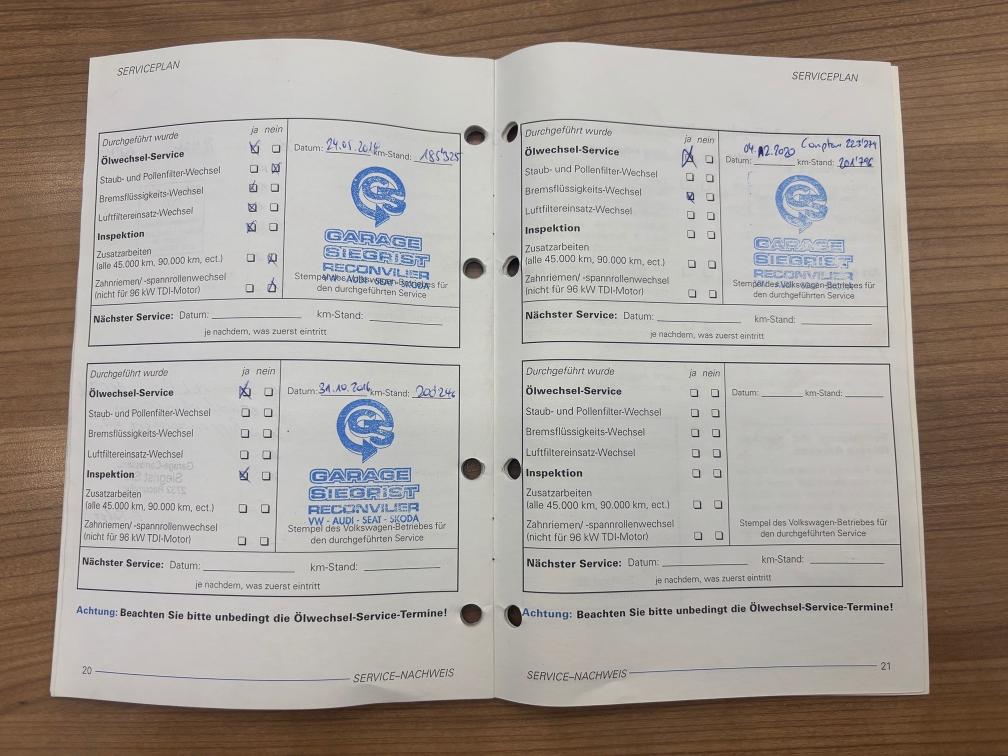 SERVICEPLAN
Durchgeführt wurde ja nein
Ölwechsel-Service
Staub- und Pollenfilter-Wechsel
Bremsflüssigkeits-Wechsel
Luftfiltereinsatz-Wechsel
Inspektion
Zusatzarbeiten
(alle 45.000 km, 90.000 km, ect.)
Zahnriemen/ -spannrollenwechsel
(nicht für 96 kW TDI-Motor)
Datum: km-Stand: 185'325
GS
GARAGE
SIEGRIST
RECONVILIER
VW - AUDI - SEAT - SKODA
Stempel des Volkswagen-Betriebes für
den durchgeführten Service
Nächster Service: Datum: km-Stand:
je nachdem, was zuerst eintritt
Durchgeführt wurde ja nein
Ölwechsel-Service
Staub- und Pollenfilter-Wechsel
Bremsflüssigkeits-Wechsel
Luftfiltereinsatz-Wechsel
Inspektion
Zusatzarbeiten
(alle 45.000 km, 90.000 km, ect.)
Zahnriemen/ -spannrollenwechsel
(nicht für 96 kW TDI-Motor)
Datum: 31.10.2016 km-Stand: 200'246
GS
GARAGE
SIEGRIST
RECONVILIER
VW - AUDI - SEAT - SKODA
Stempel des Volkswagen-Betriebes für
den durchgeführten Service
Nächster Service: Datum: km-Stand:
je nachdem, was zuerst eintritt
Achtung: Beachten Sie bitte unbedingt die Ölwechsel-Service-Termine!
20
SERVICE–NACHWEIS
SERVICEPLAN
Durchgeführt wurde ja nein
Ölwechsel-Service
Staub- und Pollenfilter-Wechsel
Bremsflüssigkeits-Wechsel
Luftfiltereinsatz-Wechsel
Inspektion
Zusatzarbeiten
(alle 45.000 km, 90.000 km, ect.)
Zahnriemen/ -spannrollenwechsel
(nicht für 96 kW TDI-Motor)
223'274
Datum: 04.12.2020 km-Stand: 201'796
GS
GARAGE
SIEGRIST
RECONVILIER
Stempel des Volkswagen-Betriebes für
den durchgeführten Service
Nächster Service: Datum: km-Stand:
je nachdem, was zuerst eintritt
Durchgeführt wurde ja nein
Ölwechsel-Service
Staub- und Pollenfilter-Wechsel
Bremsflüssigkeits-Wechsel
Luftfiltereinsatz-Wechsel
Inspektion
Zusatzarbeiten
(alle 45.000 km, 90.000 km, ect.)
Zahnriemen/ -spannrollenwechsel
(nicht für 96 kW TDI-Motor)
Datum: km-Stand:
Stempel des Volkswagen-Betriebes für
den durchgeführten Service
Nächster Service: Datum: km-Stand:
je nachdem, was zuerst eintritt
Achtung: Beachten Sie bitte unbedingt die Ölwechsel-Service-Termine!
SERVICE–NACHWEIS
21